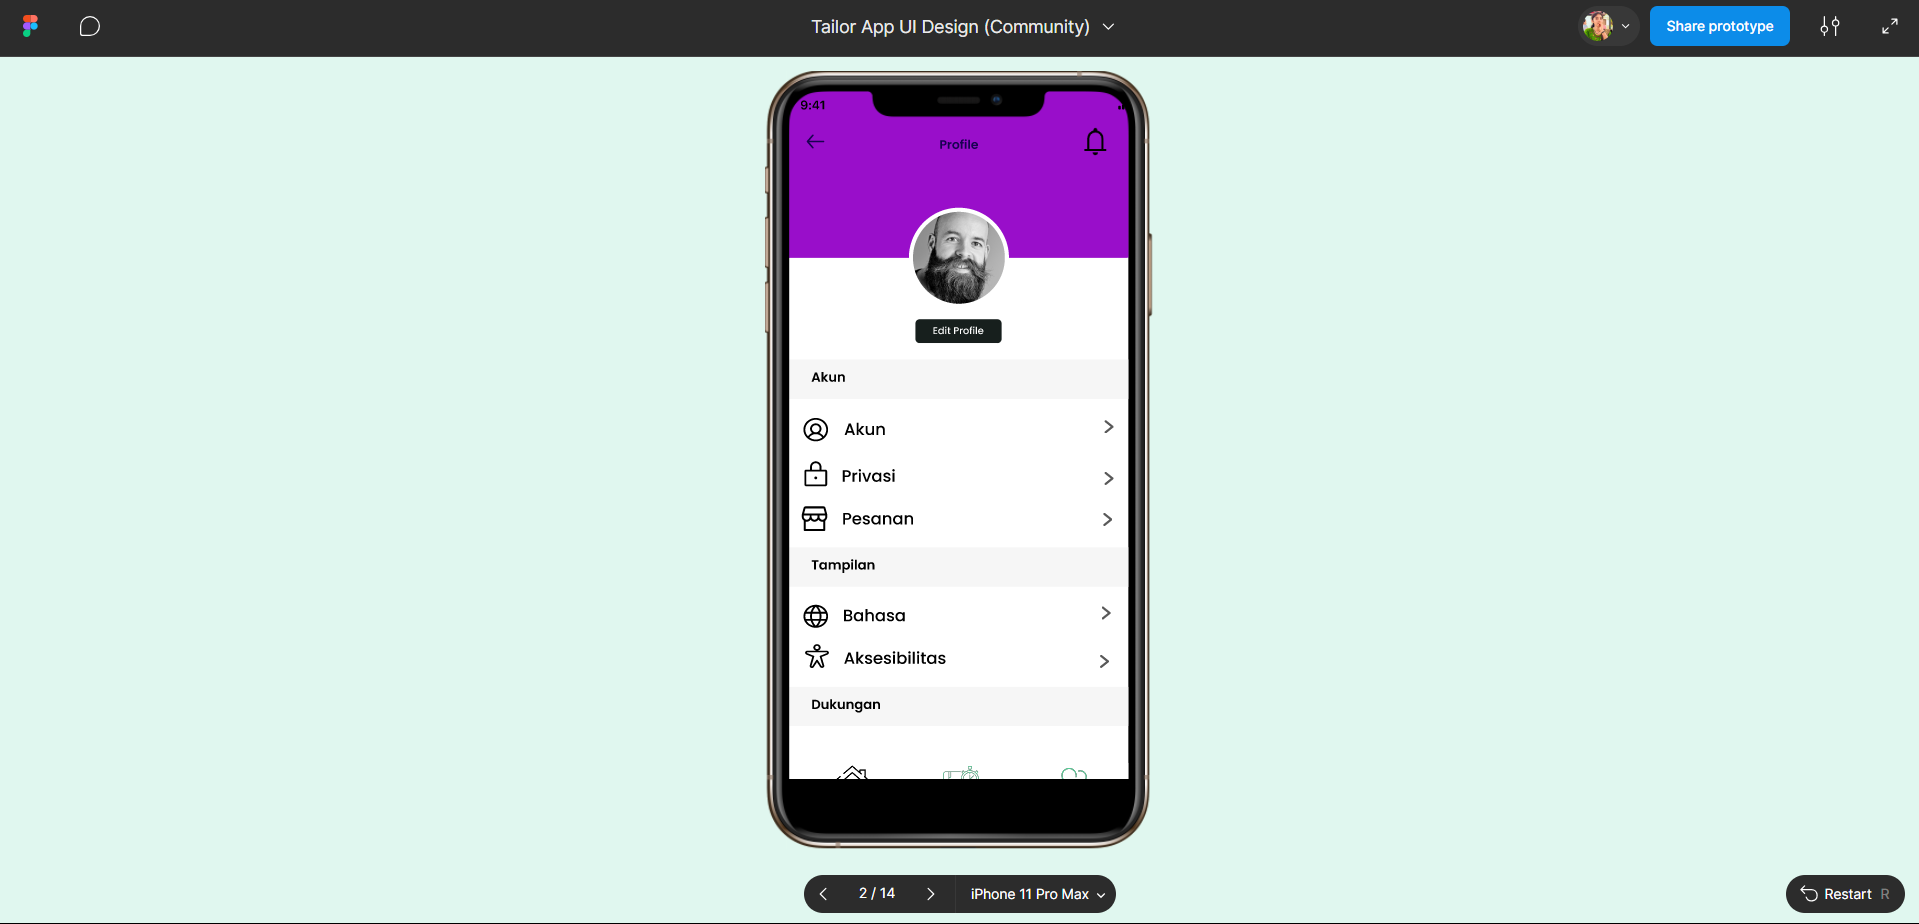 Tailor App UI Design (Community)
Share prototype
9:41
Profile
Edit Profile
Akun
Akun
Privasi
Pesanan
Tampilan
Bahasa
Aksesibilitas
Dukungan
2 / 14
iPhone 11 Pro Max
Restart R